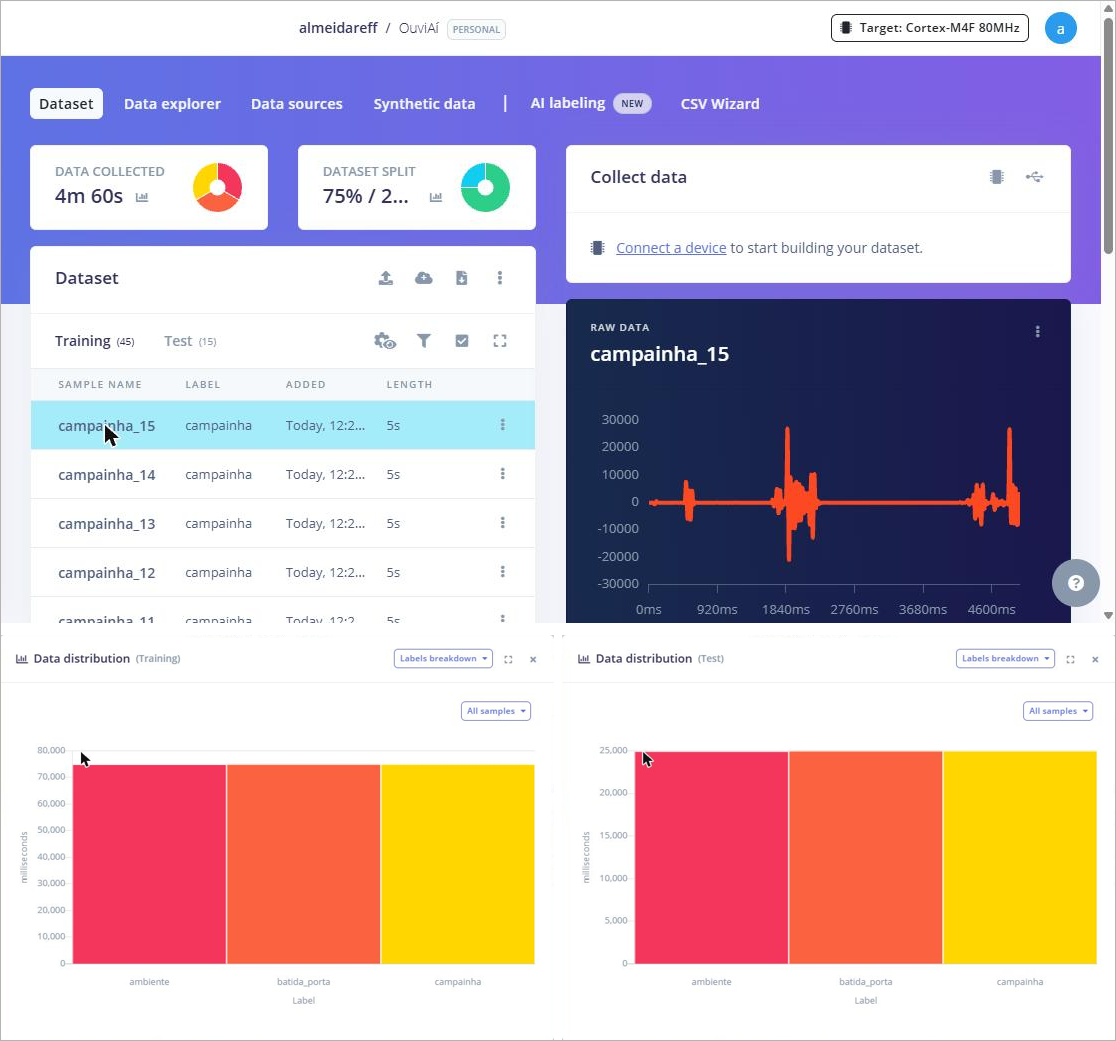 almeidareff / OuviAí PERSONAL
Target: Cortex-M4F 80MHz
a
Dataset Data explorer Data sources Synthetic data | AI labeling NEW CSV Wizard
DATA COLLECTED
4m 60s
DATASET SPLIT
75% / 2...
Collect data
Connect a device to start building your dataset.
Dataset
Training (45) Test (15)
SAMPLE NAME LABEL ADDED LENGTH
campainha_15 campainha Today, 12:2... 5s
campainha_14 campainha Today, 12:2... 5s
campainha_13 campainha Today, 12:2... 5s
campainha_12 campainha Today, 12:2... 5s
campainha_11 campainha Today, 12:2... 5s
RAW DATA
campainha_15
30000
20000
10000
0
-10000
-20000
-30000
0ms 920ms 1840ms 2760ms 3680ms 4600ms
?
Data distribution (Training) Labels breakdown
All samples
80,000
70,000
60,000
50,000
40,000
30,000
20,000
10,000
0
milliseconds
ambiente batida_porta campainha
Label
Data distribution (Test) Labels breakdown
All samples
25,000
20,000
15,000
10,000
5,000
0
milliseconds
ambiente batida_porta campainha
Label